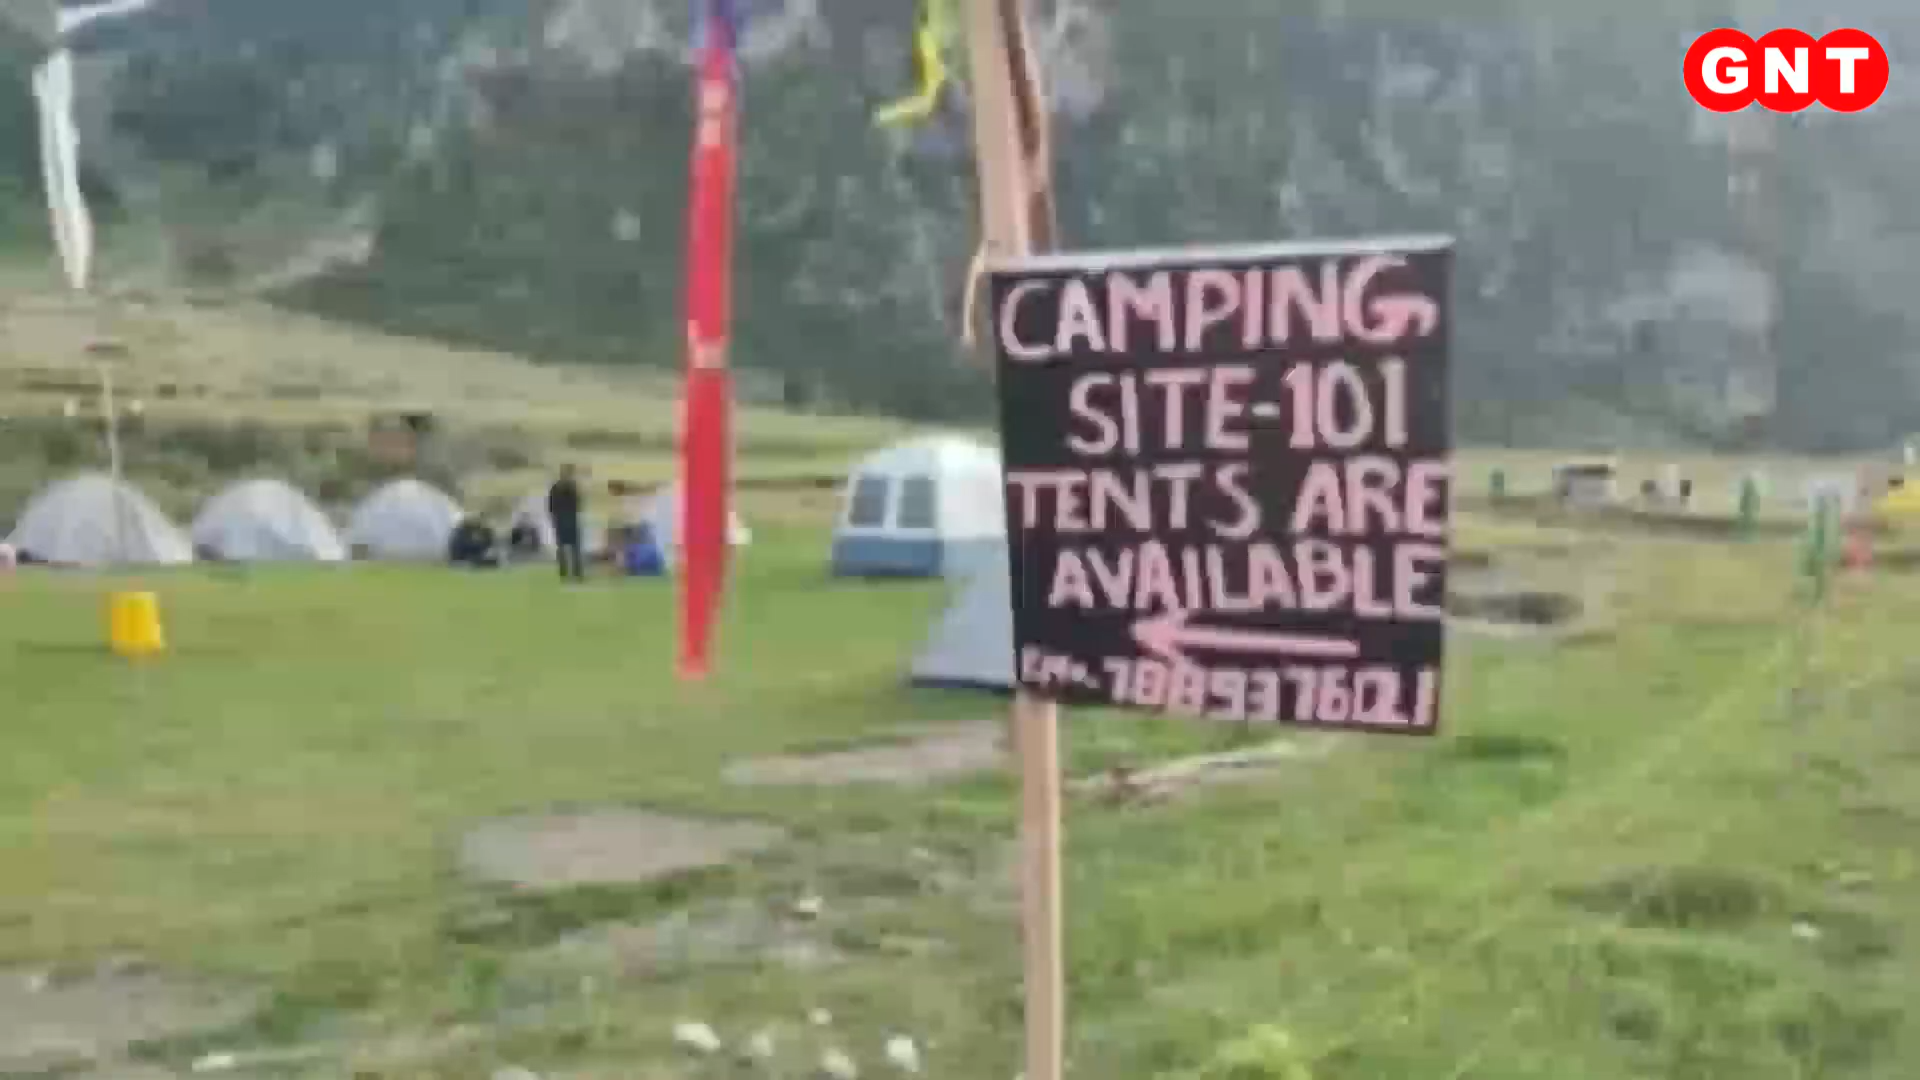 GNT
CAMPING
SITE-101
TENTS ARE
AVAILABLE